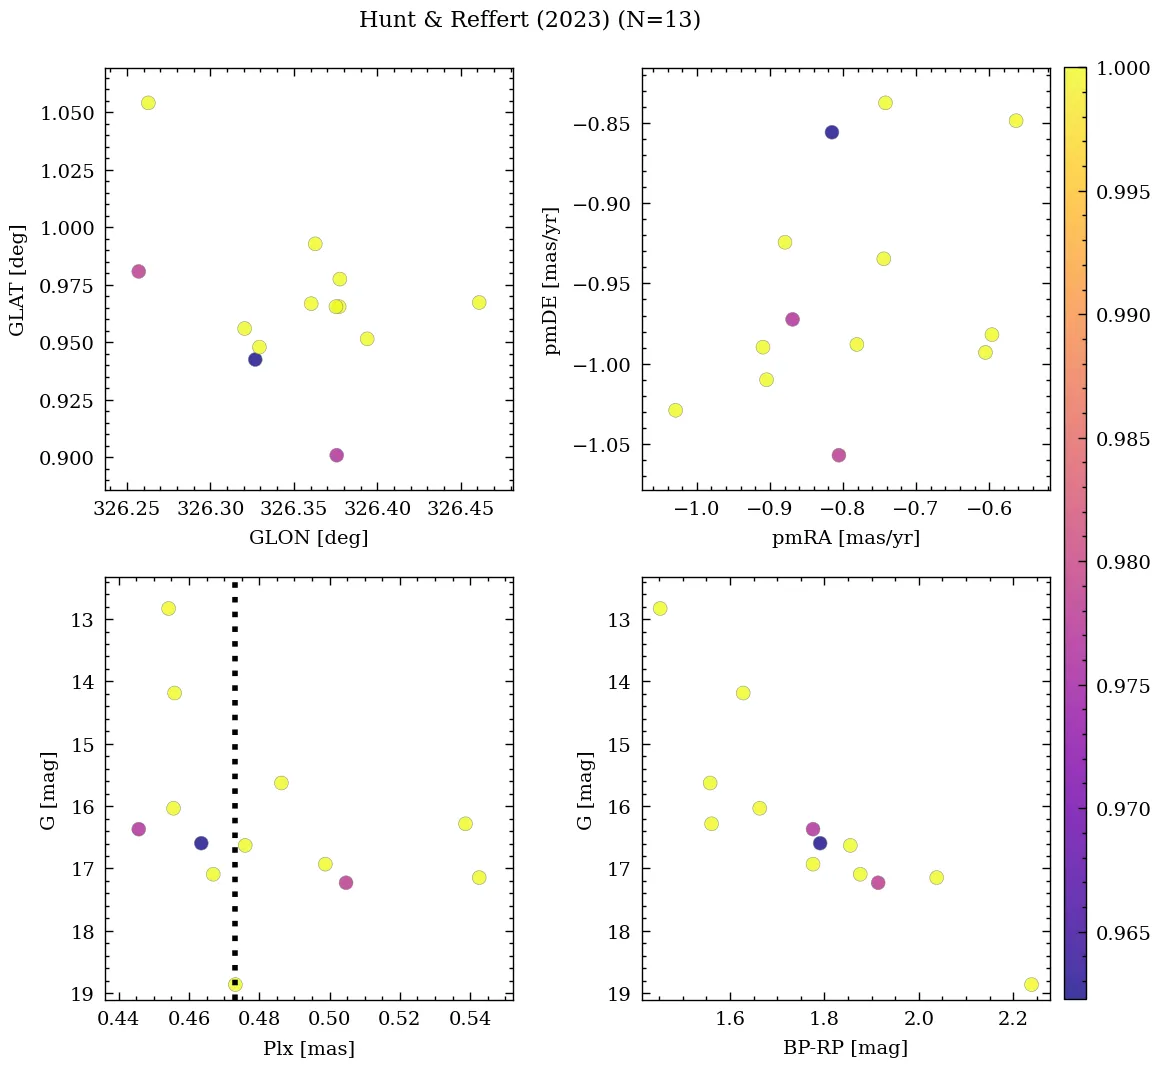 Hunt & Reffert (2023) (N=13)
1.050
1.025
1.000
0.975
0.950
0.925
0.900
GLAT [deg]
326.25 326.30 326.35 326.40 326.45
GLON [deg]
−0.85
−0.90
−0.95
−1.00
−1.05
pmDE [mas/yr]
−1.0 −0.9 −0.8 −0.7 −0.6
pmRA [mas/yr]
13
14
15
16
17
18
19
G [mag]
0.44 0.46 0.48 0.50 0.52 0.54
Plx [mas]
13
14
15
16
17
18
19
G [mag]
1.6 1.8 2.0 2.2
BP-RP [mag]
1.000
0.995
0.990
0.985
0.980
0.975
0.970
0.965